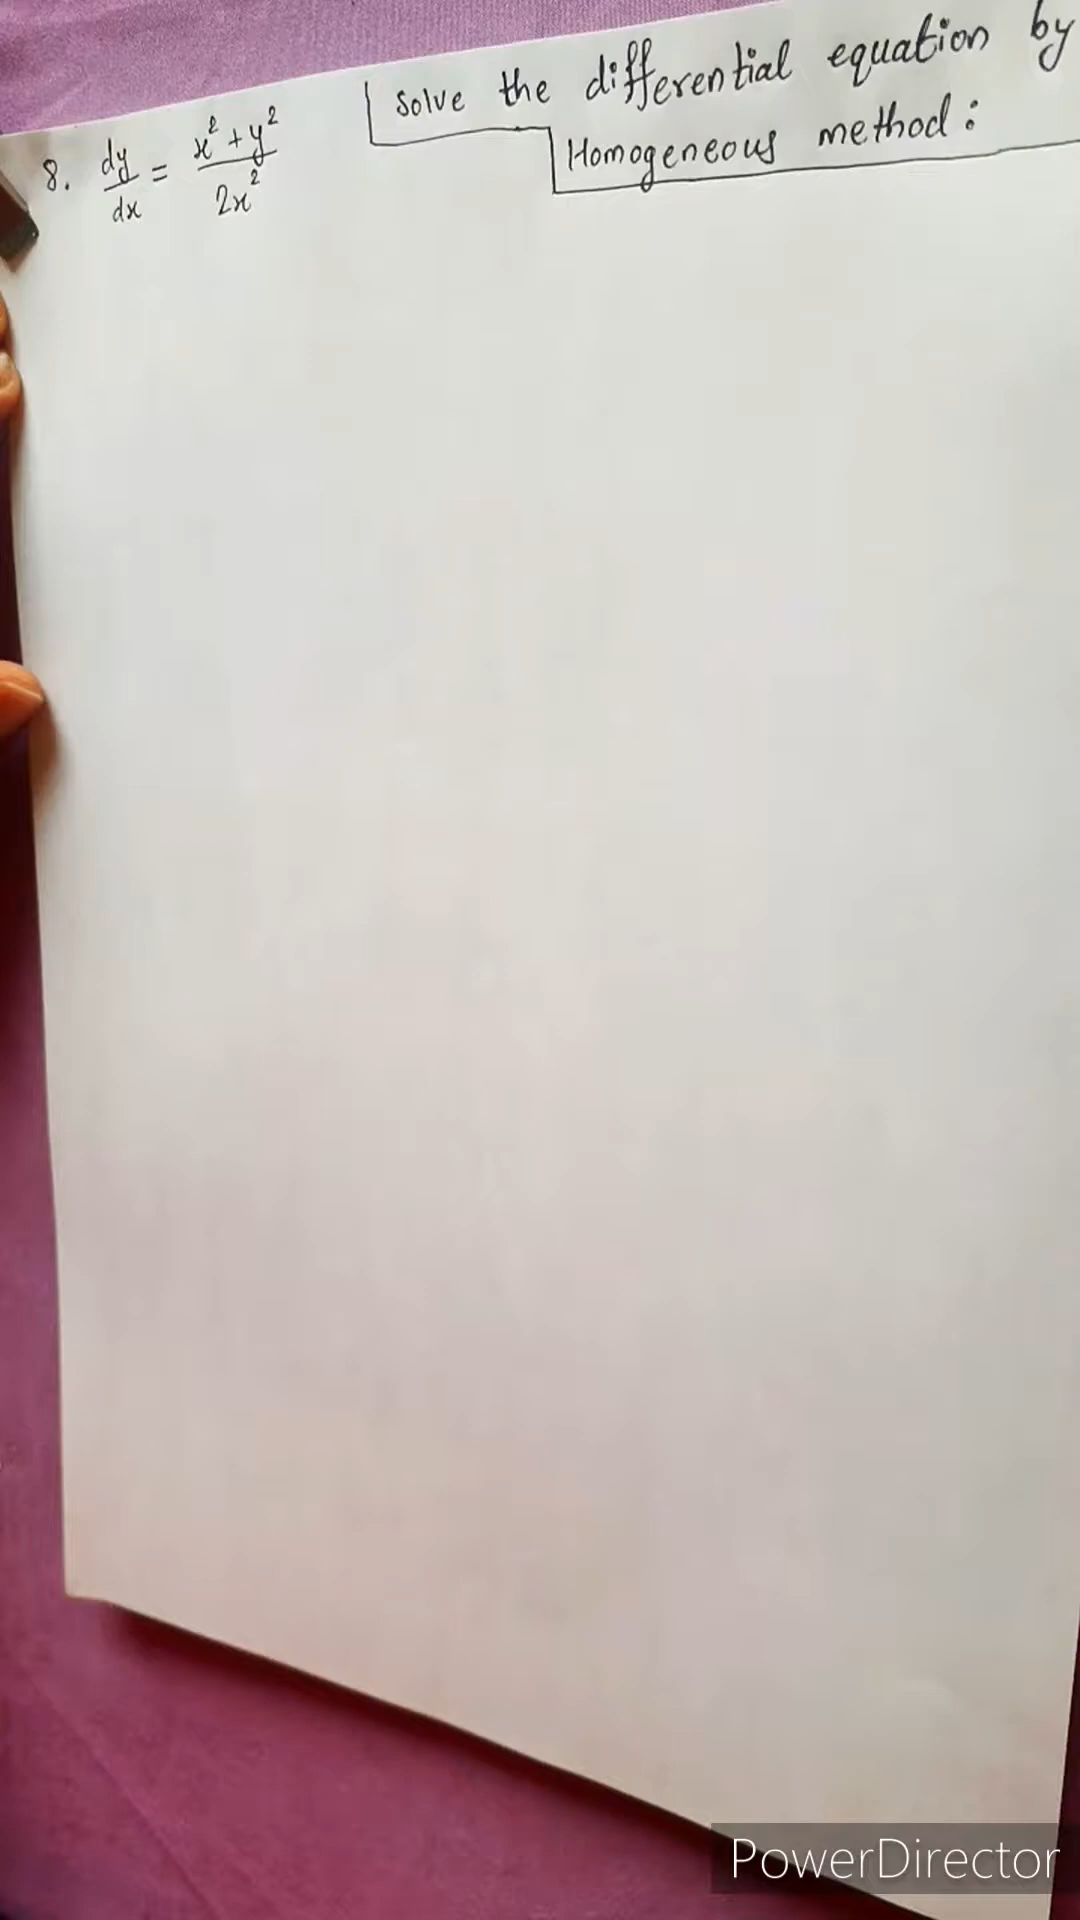 Solve the differential equation by
Homogeneous method:
8. dy/dx = x² + y² / 2x²
PowerDirector